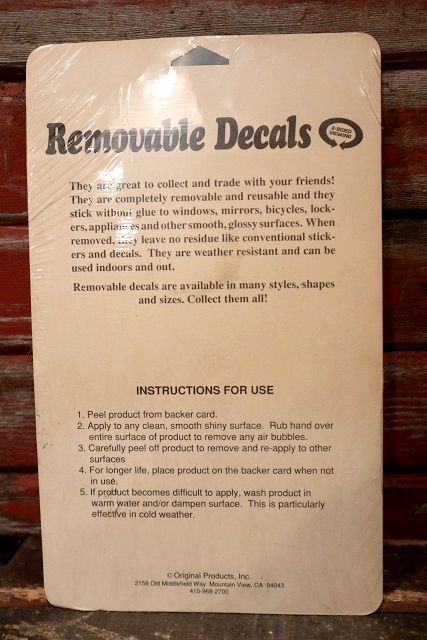 Removable Decals
2-SIDED
VIEWING
They are great to collect and trade with your friends!
They are completely removable and reusable and they
stick without glue to windows, mirrors, bicycles, lock-
ers, appliances and other smooth, glossy surfaces. When
removed, they leave no residue like conventional stick-
ers and decals. They are weather resistant and can be
used indoors and out.
Removable decals are available in many styles, shapes
and sizes. Collect them all!
INSTRUCTIONS FOR USE
1. Peel product from backer card.
2. Apply to any clean, smooth shiny surface. Rub hand over
entire surface of product to remove any air bubbles.
3. Carefully peel off product to remove and re-apply to other
surfaces
4. For longer life, place product on the backer card when not
in use.
5. If product becomes difficult to apply, wash product in
warm water and/or dampen surface. This is particularly
effective in cold weather.
© Original Products, Inc.
2158 Old Middlefield Way Mountain View, CA 94043
415-968-2700